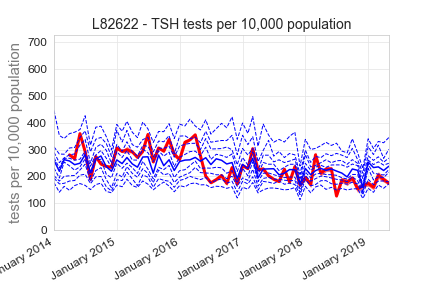 L82622 - TSH tests per 10,000 population
tests per 10,000 population
700
600
500
400
300
200
100
0
nuary 2014
January 2015
January 2016
January 2017
January 2018
January 2019